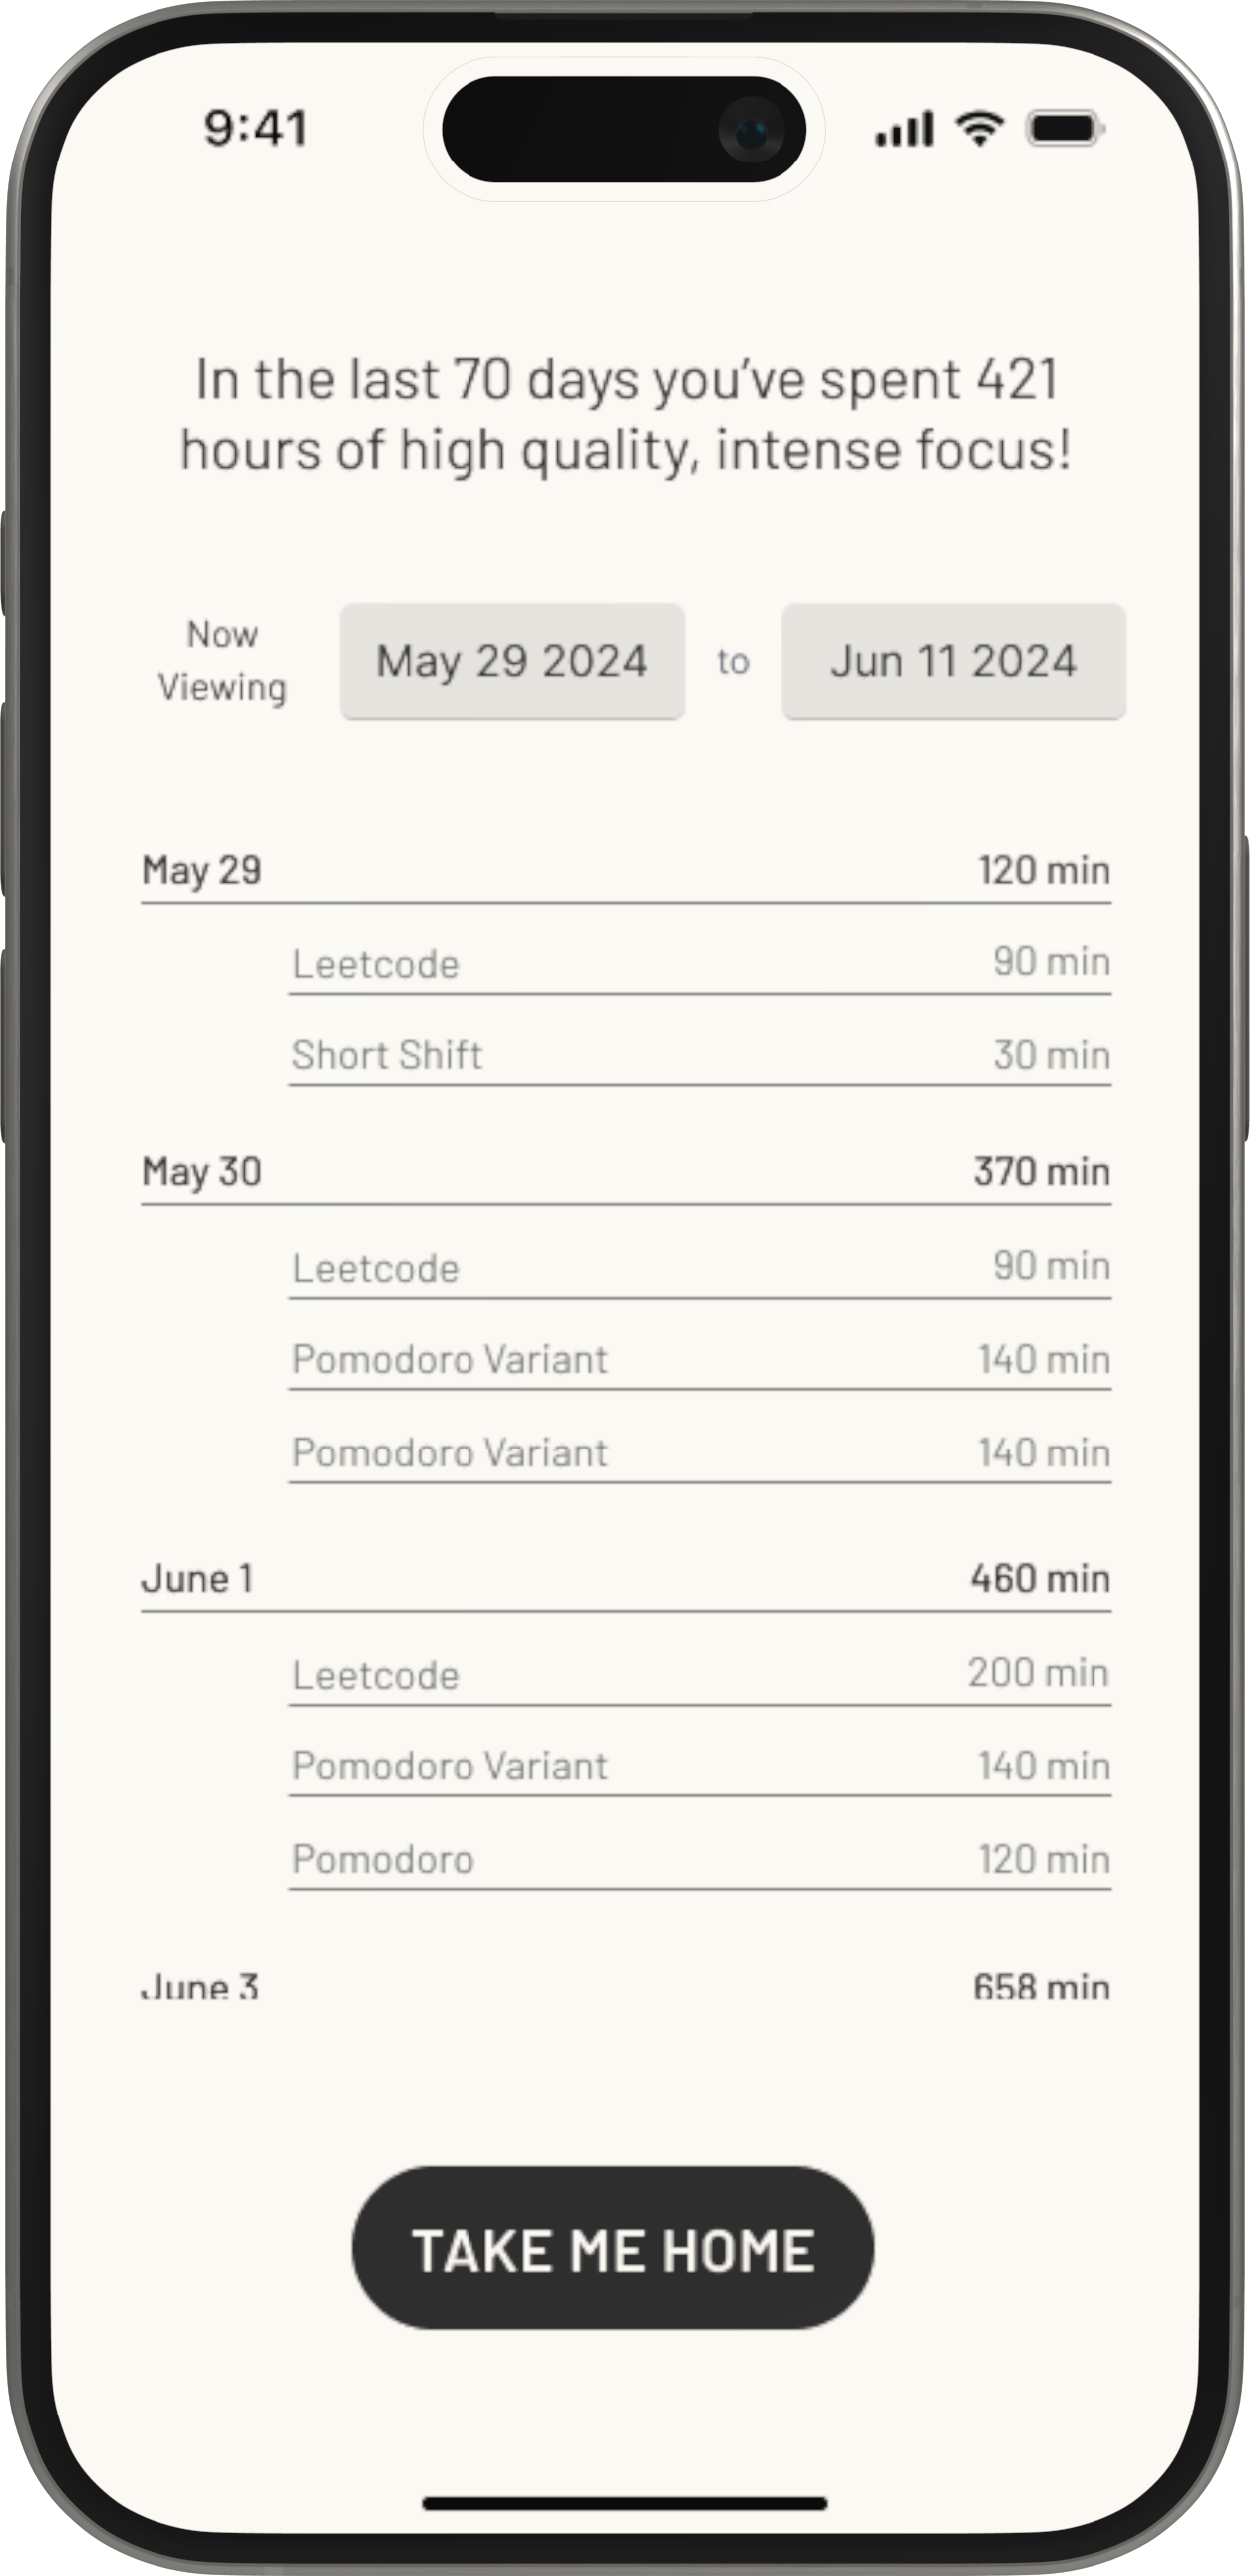 9:41
In the last 70 days you've spent 421
hours of high quality, intense focus!
Now
Viewing
May 29 2024
to
Jun 11 2024
May 29 120 min
Leetcode 90 min
Short Shift 30 min
May 30 370 min
Leetcode 90 min
Pomodoro Variant 140 min
Pomodoro Variant 140 min
June 1 460 min
Leetcode 200 min
Pomodoro Variant 140 min
Pomodoro 120 min
June 3 658 min
TAKE ME HOME